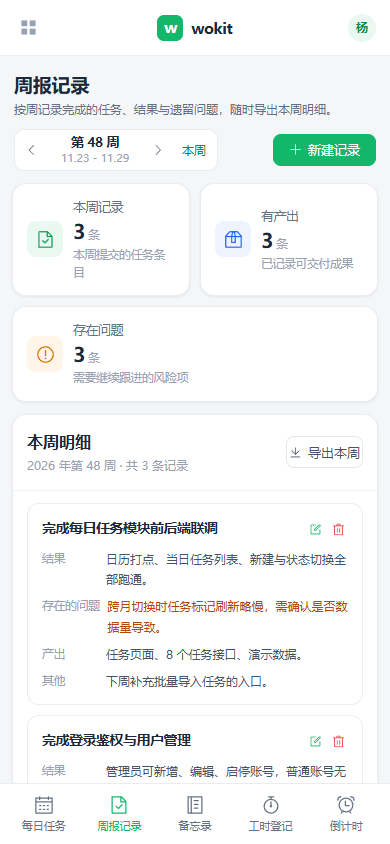 w wokit
杨
周报记录
按周记录完成的任务、结果与遗留问题，随时导出本周明细。
第 48 周
11.23 - 11.29
本周
新建记录
本周记录
3 条
本周提交的任务条
目
有产出
3 条
已记录可交付成果
存在问题
3 条
需要继续跟进的风险项
本周明细
2026 年第 48 周 · 共 3 条记录
导出本周
完成每日任务模块前后端联调
结果 日历打点、当日任务列表、新建与状态切换全
部跑通。
存在的问题 跨月切换时任务标记刷新略慢，需确认是否数
据量导致。
产出 任务页面、8 个任务接口、演示数据。
其他 下周补充批量导入任务的入口。
完成登录鉴权与用户管理
结果 管理员可新增、编辑、启停账号，普通账号无
每日任务
周报记录
备忘录
工时登记
倒计时